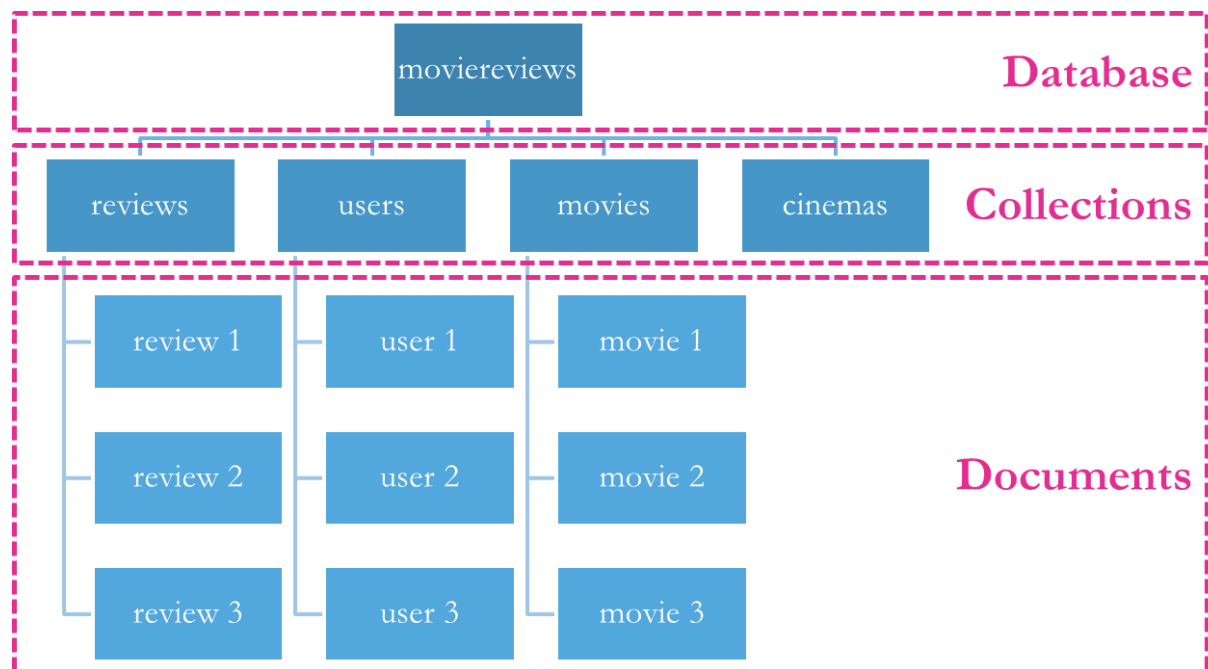 moviereviews
Database
reviews
users
movies
cinemas
Collections
review 1
user 1
movie 1
review 2
user 2
movie 2
Documents
review 3
user 3
movie 3